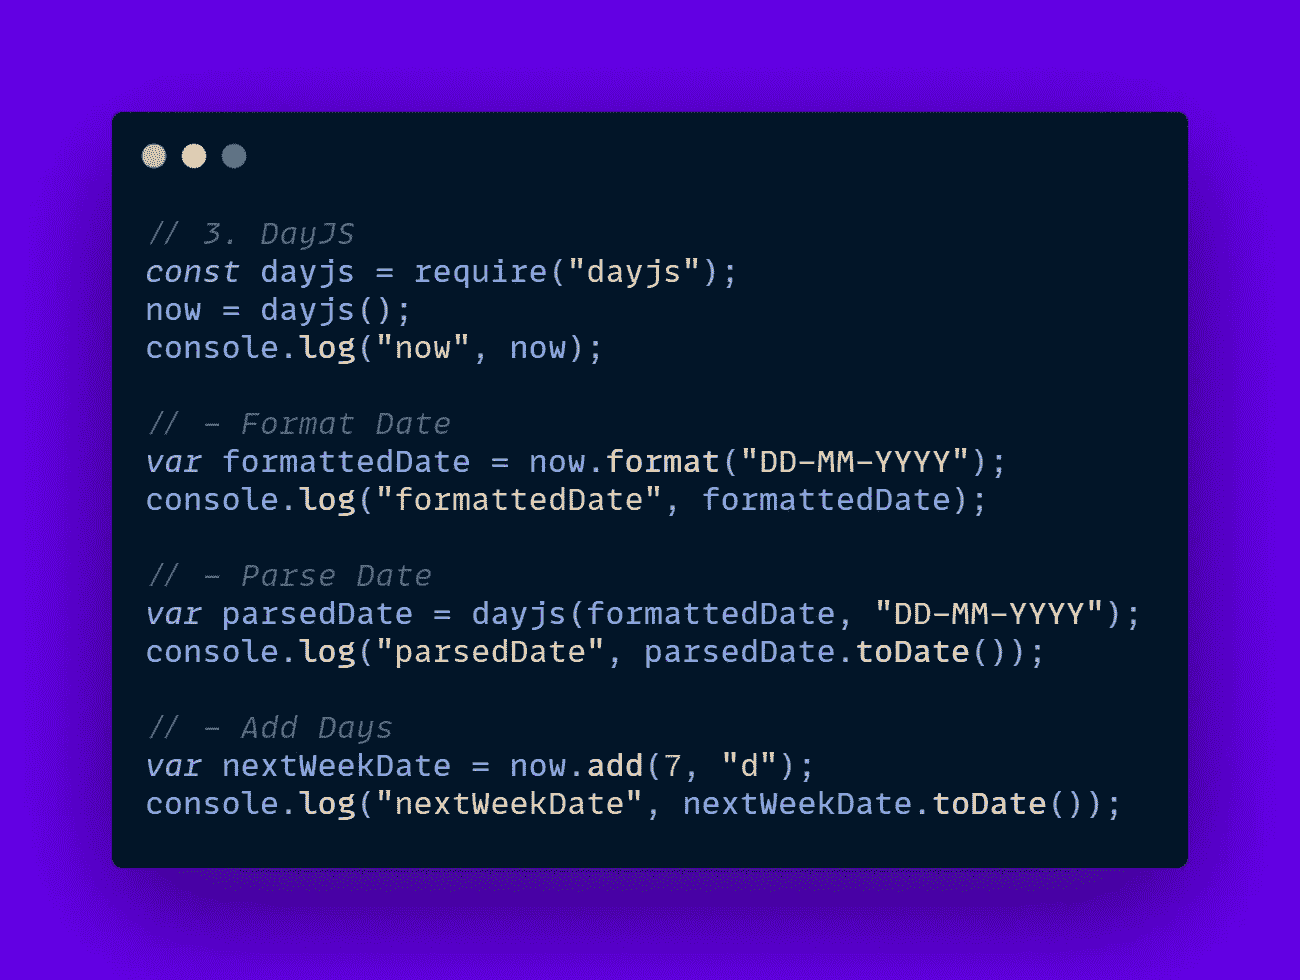 // 3. DayJS
const dayjs = require("dayjs");
now = dayjs();
console.log("now", now);
// - Format Date
var formattedDate = now.format("DD-MM-YYYY");
console.log("formattedDate", formattedDate);
// - Parse Date
var parsedDate = dayjs(formattedDate, "DD-MM-YYYY");
console.log("parsedDate", parsedDate.toDate());
// - Add Days
var nextWeekDate = now.add(7, "d");
console.log("nextWeekDate", nextWeekDate.toDate());